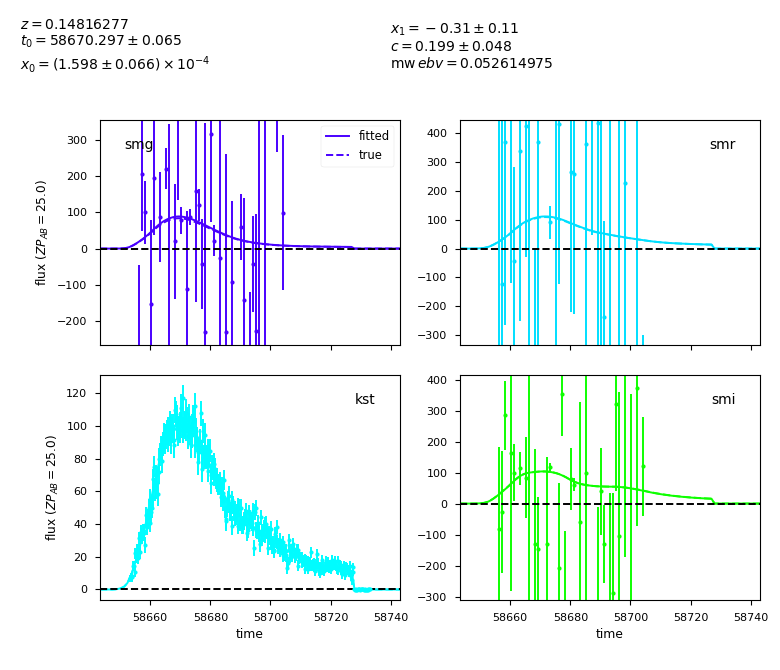 z = 0.14816277
t₀ = 58670.297 ± 0.065
x₀ = (1.598 ± 0.066) × 10⁻⁴
x₁ = −0.31 ± 0.11
c = 0.199 ± 0.048
mw ebv = 0.052614975
smg
fitted
true
300
200
100
0
−100
−200
flux (ZP_AB = 25.0)
smr
400
300
200
100
0
−100
−200
−300
kst
120
100
80
60
40
20
0
flux (ZP_AB = 25.0)
58660 58680 58700 58720 58740
time
smi
400
300
200
100
0
−100
−200
−300
58660 58680 58700 58720 58740
time